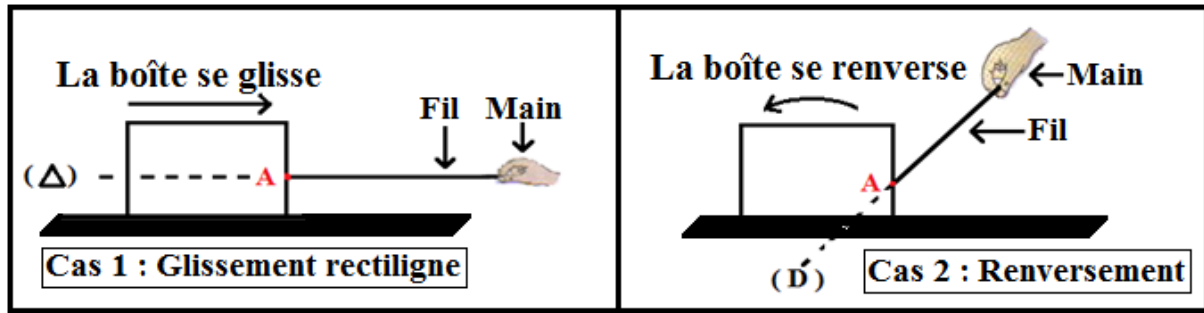 La boîte se glisse
Fil Main
(Δ) A
Cas 1 : Glissement rectiligne
La boîte se renverse
Main
Fil
A
(D)
Cas 2 : Renversement